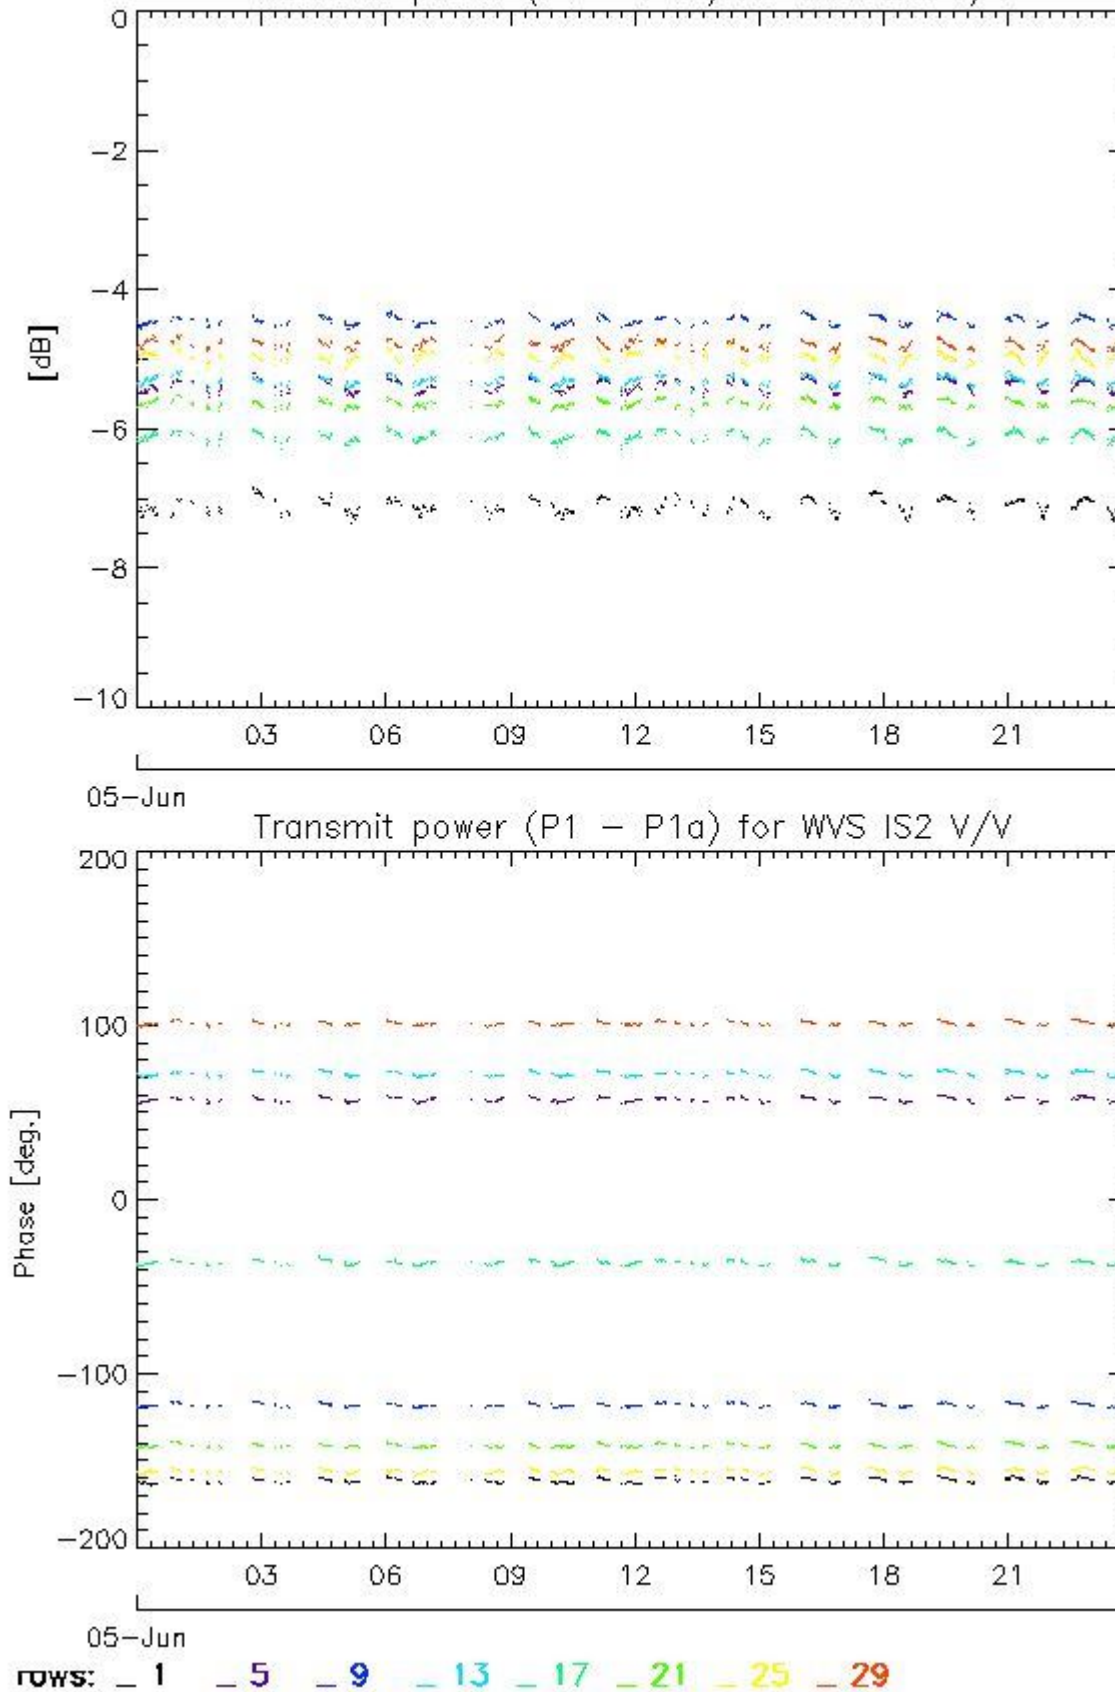 0
-2
-4
[dB]
-6
-8
-10
03 06 09 12 15 18 21
05-Jun
Transmit power (P1 - P1a) for WVS IS2 V/V
200
100
0
Phase [deg.]
-100
-200
03 06 09 12 15 18 21
05-Jun
rows: _ 1 _ 5 _ 9 _ 13 _ 17 _ 21 _ 25 _ 29